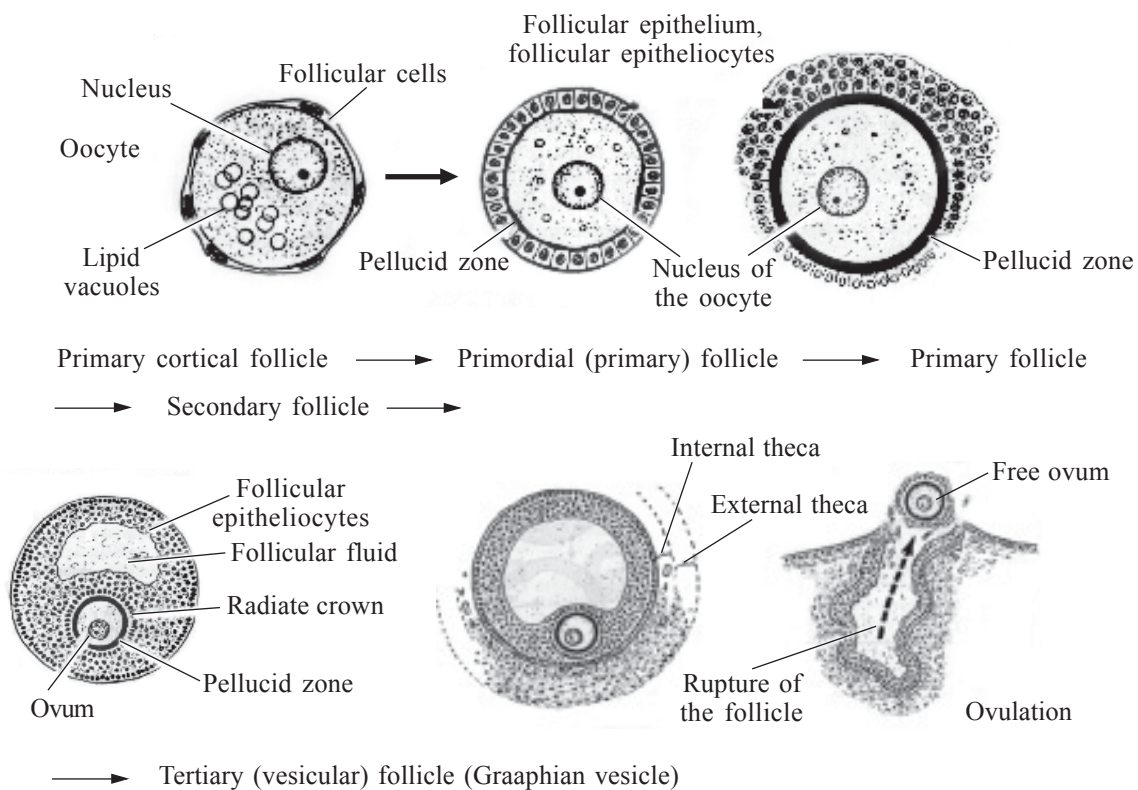 Follicular epithelium,
follicular epitheliocytes
Follicular cells
Nucleus
Oocyte
Lipid
vacuoles
Pellucid zone
Nucleus of
the oocyte
Pellucid zone
Primary cortical follicle
Primordial (primary) follicle
Primary follicle
Secondary follicle
Internal theca
External theca
Free ovum
Follicular
epitheliocytes
Follicular fluid
Radiate crown
Pellucid zone
Ovum
Rupture of
the follicle
Ovulation
Tertiary (vesicular) follicle (Graaphian vesicle)